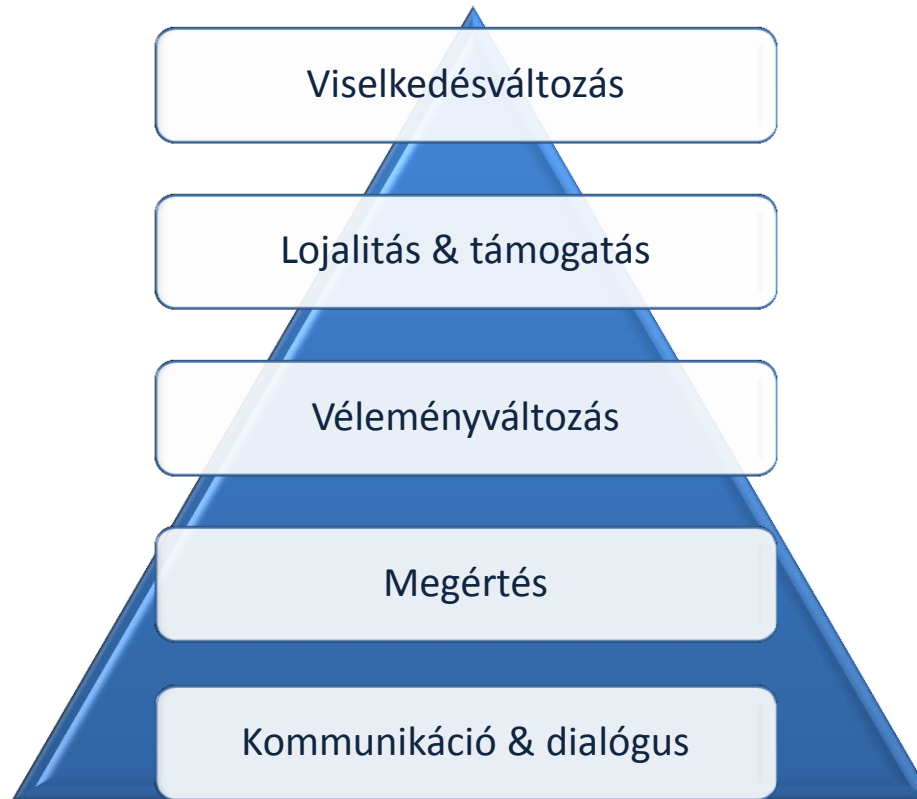 Viselkedésváltozás
Lojalitás & támogatás
Véleményváltozás
Megértés
Kommunikáció & dialógus